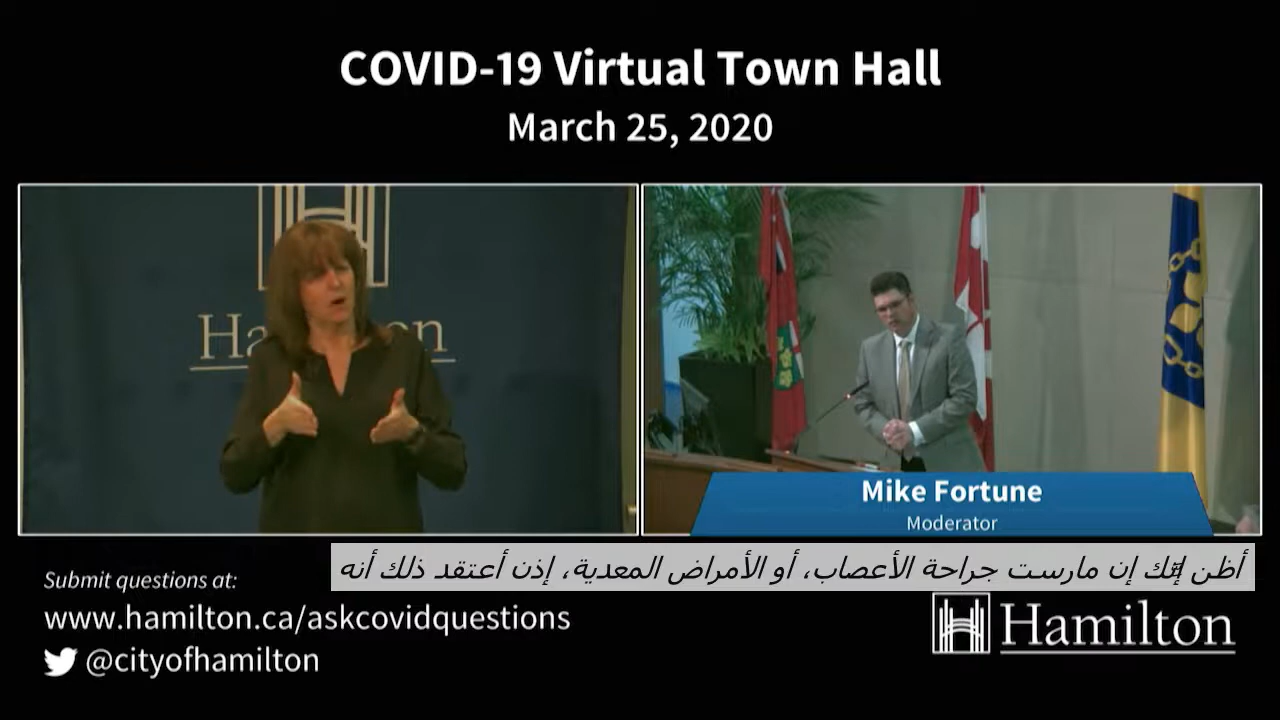 COVID-19 Virtual Town Hall
March 25, 2020
Hamilton
Mike Fortune
Moderator
أظن إنك إن مارست جراحة الأعصاب، أو الأمراض المعدية، إذن أعتقد ذلك أنه
Submit questions at:
www.hamilton.ca/askcovidquestions
@cityofhamilton
Hamilton